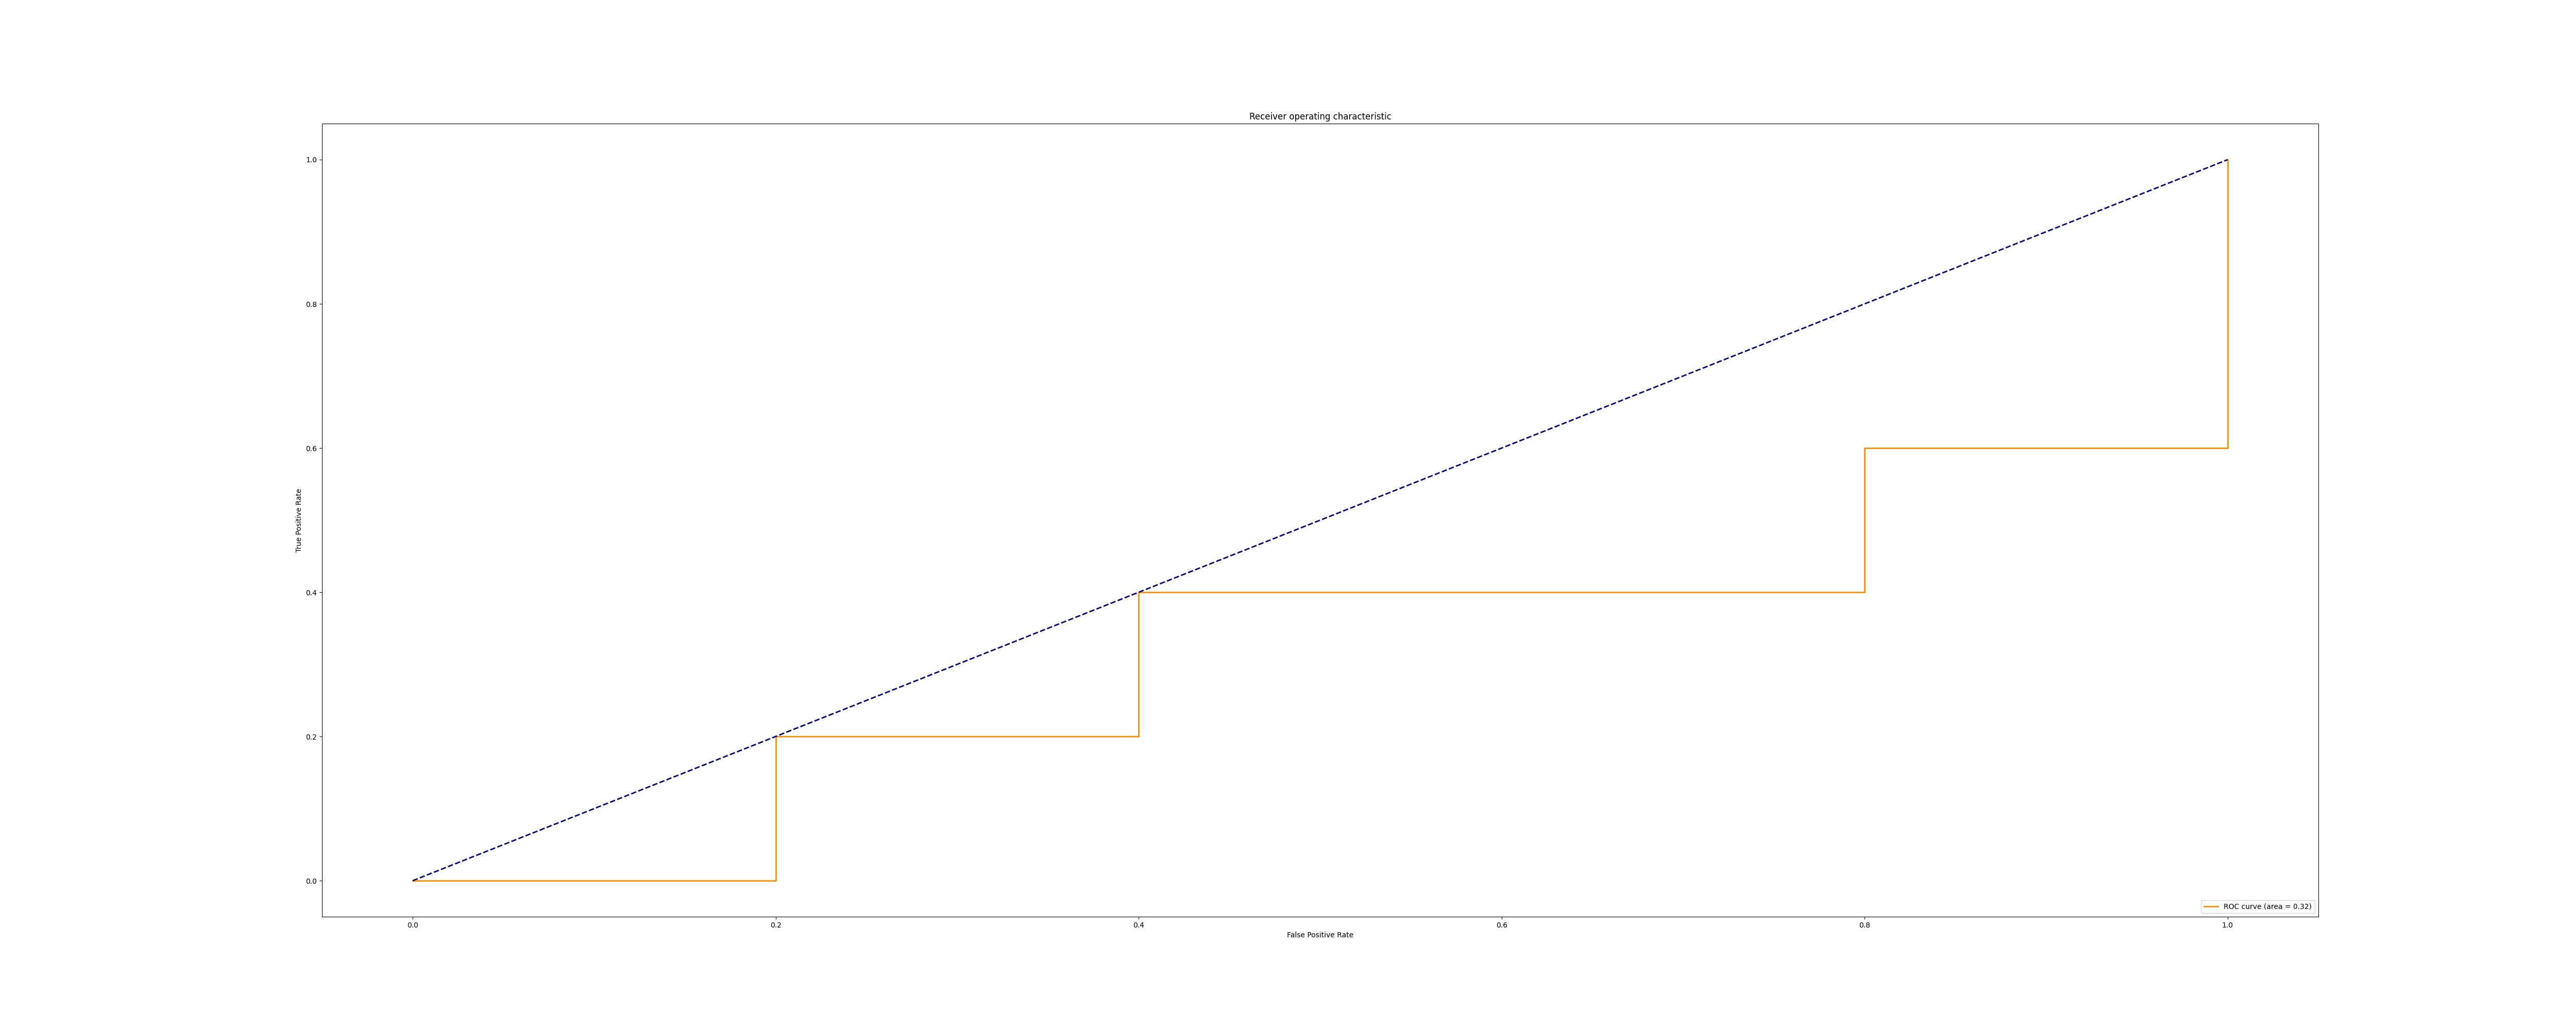 Receiver operating characteristic
1.0
0.8
0.6
0.4
0.2
0.0
True Positive Rate
ROC curve (area = 0.32)
0.0 0.2 0.4 0.6 0.8 1.0
False Positive Rate